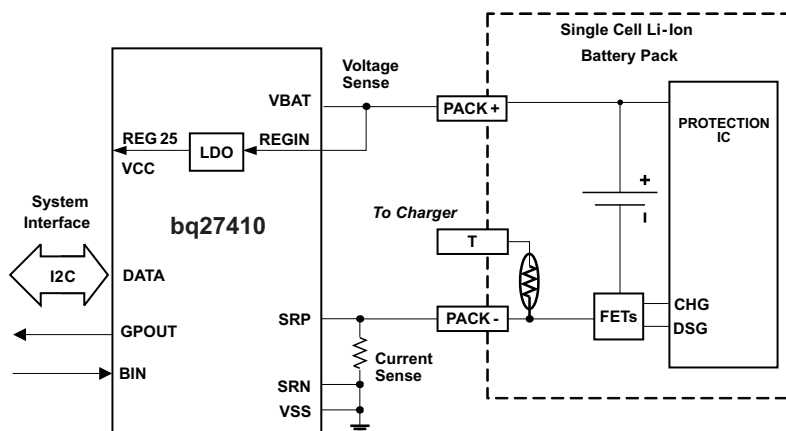 Single Cell Li-Ion
Battery Pack
Voltage
Sense
VBAT
PACK +
PROTECTION
IC
REG 25
LDO
REGIN
VCC
+
System
Interface
bq27410
To Charger
T
I2C
DATA
SRP
PACK -
FETs
CHG
DSG
GPOUT
Current
Sense
BIN
SRN
VSS